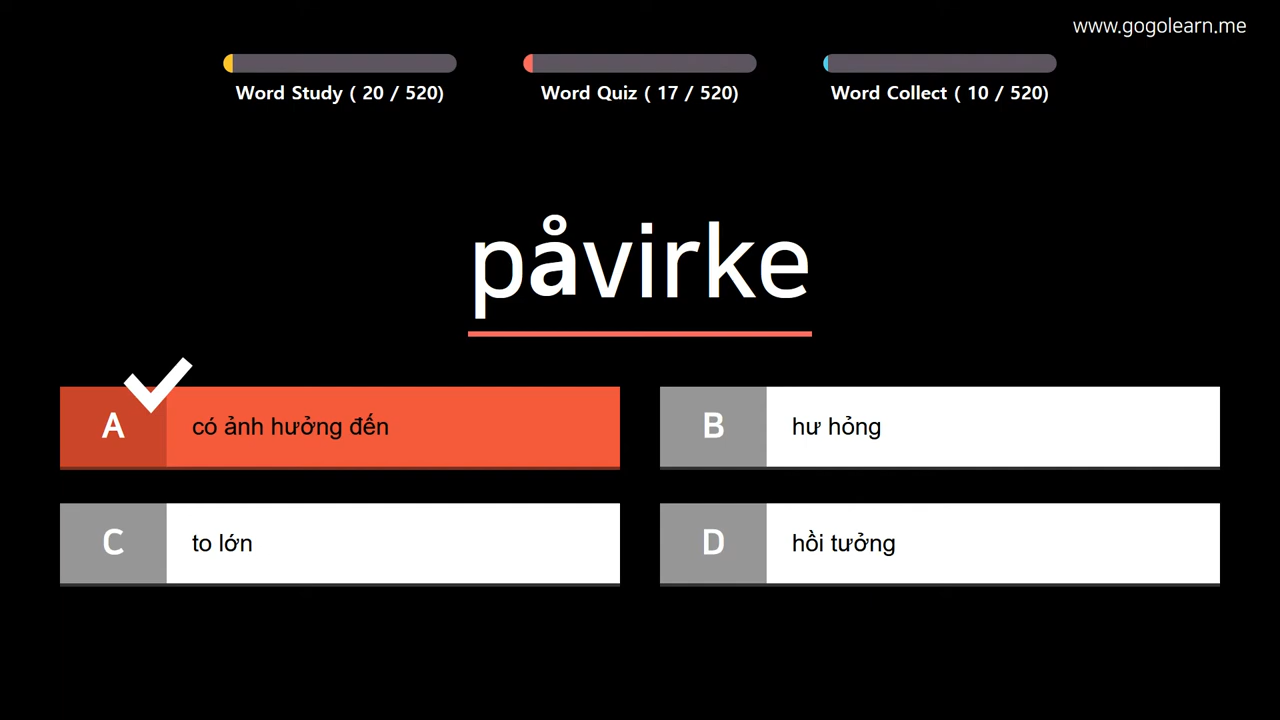 www.gogolearn.me
Word Study ( 20 / 520)
Word Quiz ( 17 / 520)
Word Collect ( 10 / 520)
påvirke
A
có ảnh hưởng đến
B
hư hỏng
C
to lớn
D
hồi tưởng